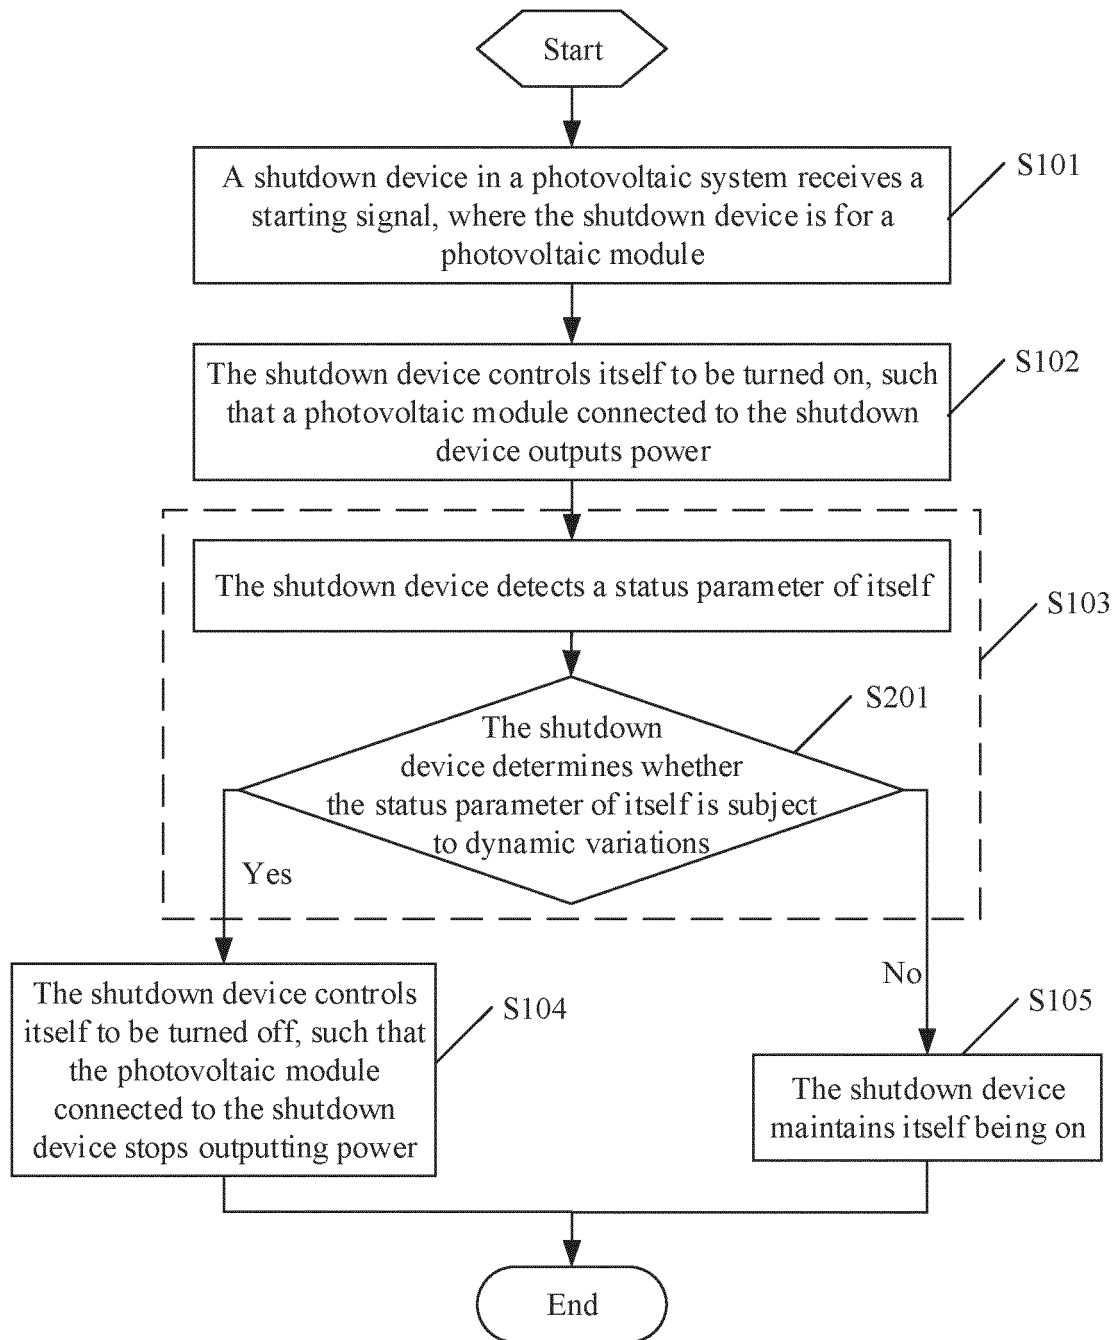 Start
A shutdown device in a photovoltaic system receives a
starting signal, where the shutdown device is for a
photovoltaic module
S101
The shutdown device controls itself to be turned on, such
that a photovoltaic module connected to the shutdown
device outputs power
S102
The shutdown device detects a status parameter of itself
S103
The shutdown
device determines whether
the status parameter of itself is subject
to dynamic variations
S201
Yes
No
The shutdown device controls
itself to be turned off, such that
the photovoltaic module
connected to the shutdown
device stops outputting power
S104
The shutdown device
maintains itself being on
S105
End